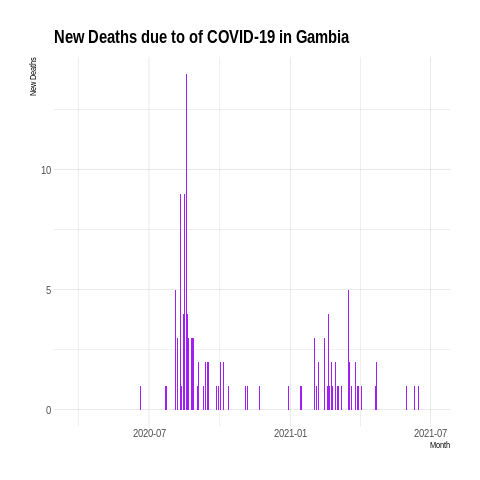 New Deaths due to of COVID-19 in Gambia
New Deaths
10
5
0
2020-07
2021-01
2021-07
Month